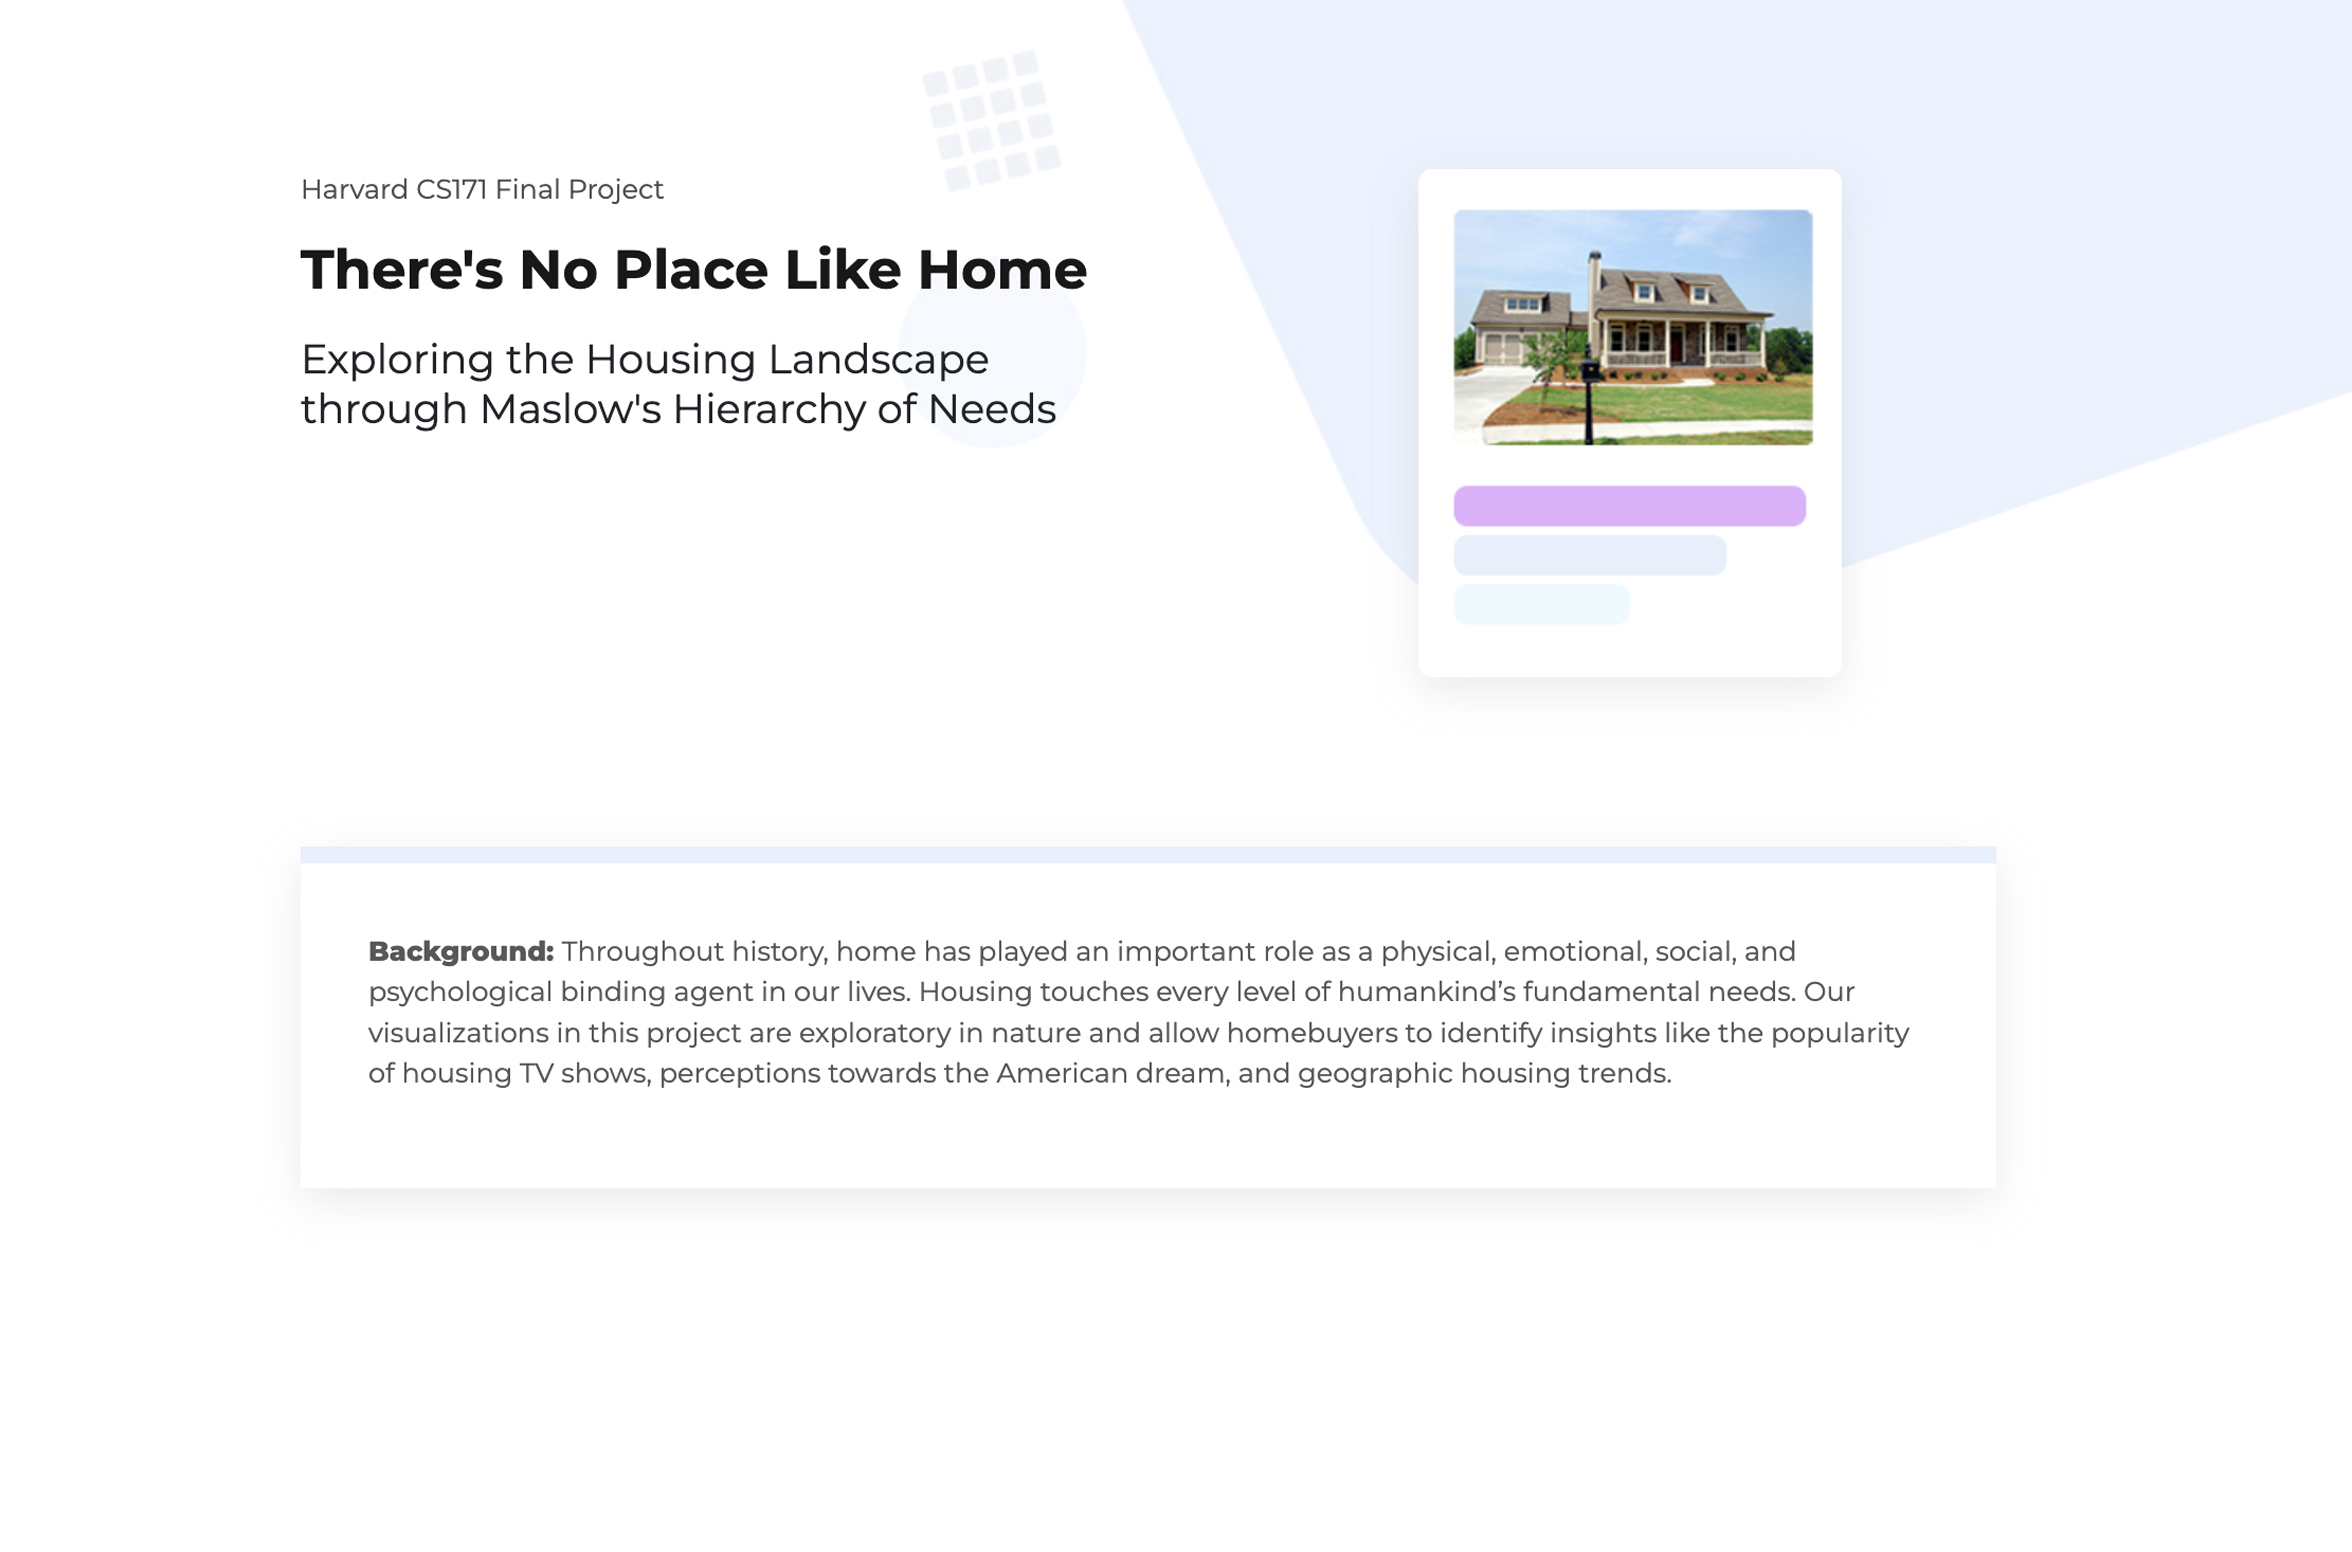 Harvard CS171 Final Project
There's No Place Like Home
Exploring the Housing Landscape
through Maslow's Hierarchy of Needs
Background: Throughout history, home has played an important role as a physical, emotional, social, and
psychological binding agent in our lives. Housing touches every level of humankind’s fundamental needs. Our
visualizations in this project are exploratory in nature and allow homebuyers to identify insights like the popularity
of housing TV shows, perceptions towards the American dream, and geographic housing trends.